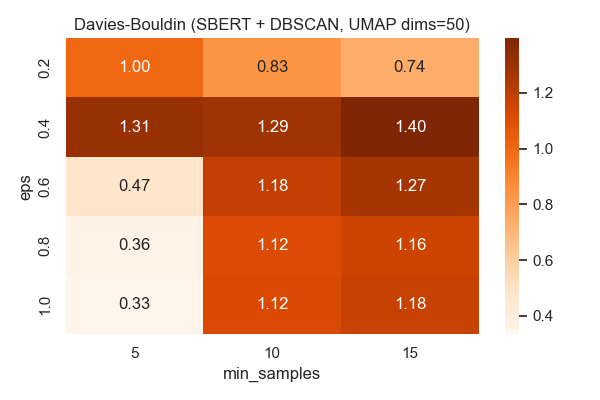 Davies-Bouldin (SBERT + DBSCAN, UMAP dims=50)
eps
0.2 1.00 0.83 0.74
0.4 1.31 1.29 1.40
0.6 0.47 1.18 1.27
0.8 0.36 1.12 1.16
1.0 0.33 1.12 1.18
5 10 15
min_samples
1.2
1.0
0.8
0.6
0.4